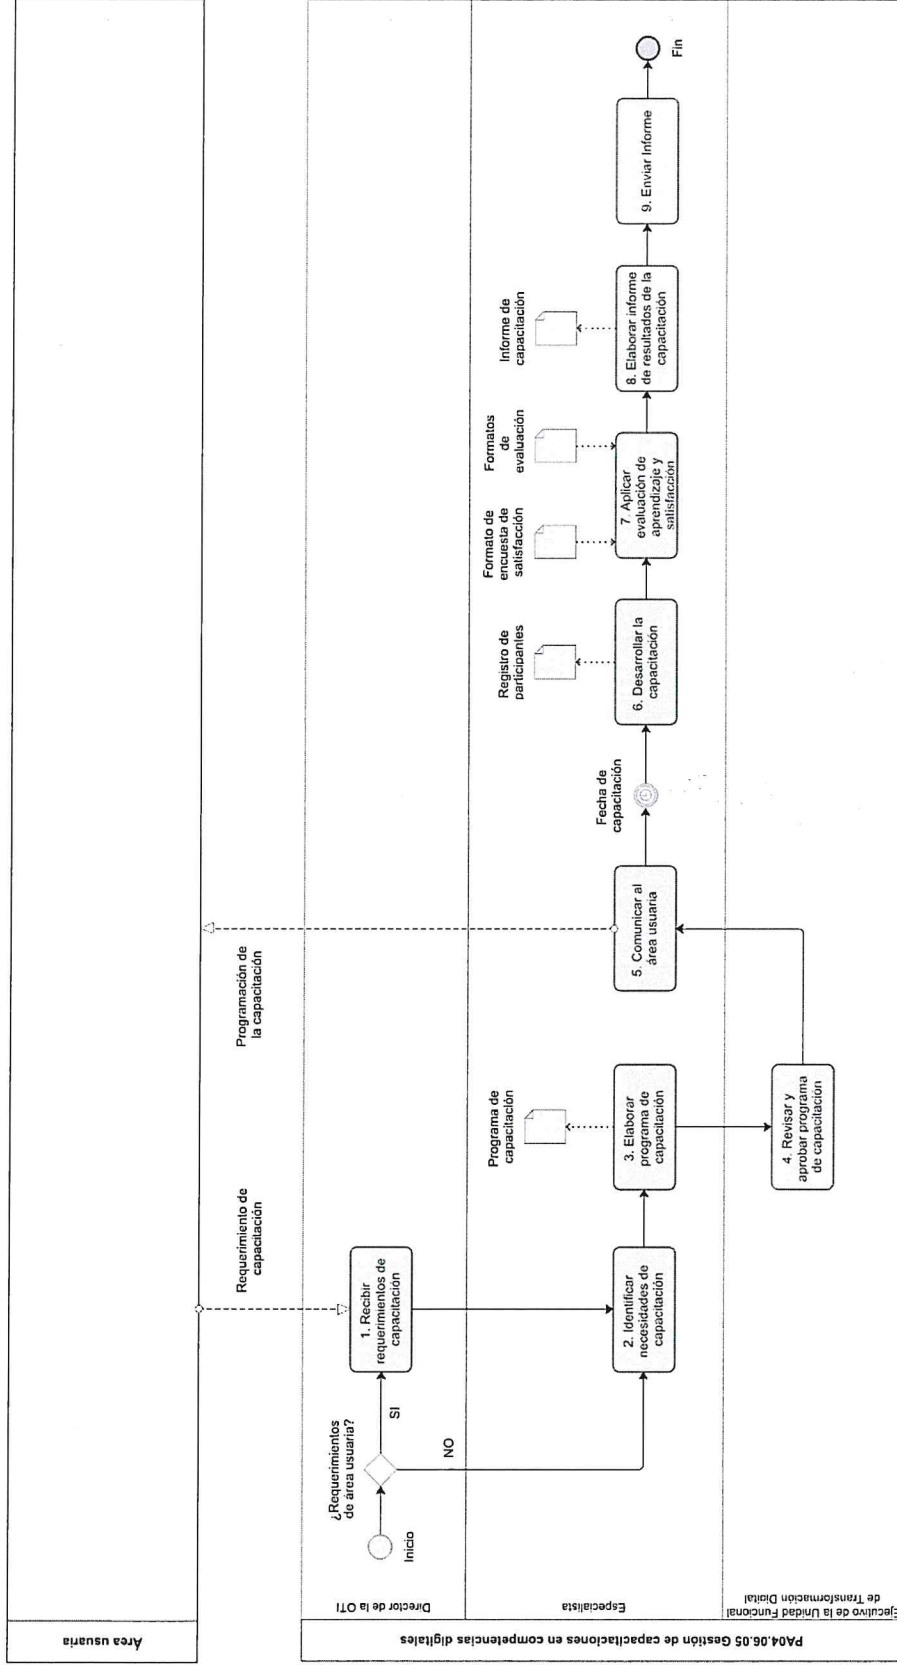 Área usuaria
PA04.06.05 Gestión de capacitaciones en competencias digitales
Director de la OTI
Especialista
Ejecutivo de la Unidad Funcional
de Transformación Digital
Inicio
¿Requerimientos
de área usuaria?
SI
NO
Requerimiento de
capacitación
1. Recibir
requerimientos de
capacitación
2. Identificar
necesidades de
capacitación
Programa de
capacitación
3. Elaborar
programa de
capacitación
4. Revisar y
aprobar programa
de capacitación
Programación de
la capacitación
5. Comunicar al
área usuaria
Fecha de
capacitación
Registro de
participantes
6. Desarrollar la
capacitación
Formato de
encuesta de
satisfacción
Formatos
de
evaluación
7. Aplicar
evaluación de
aprendizaje y
satisfacción
Informe de
capacitación
8. Elaborar informe
de resultados de la
capacitación
9. Enviar Informe
Fin